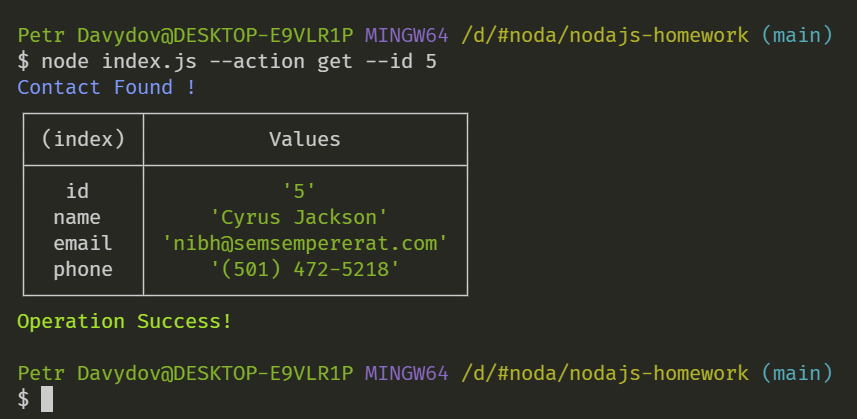 Petr Davydov@DESKTOP-E9VLR1P MINGW64 /d/#noda/nodajs-homework (main)
$ node index.js --action get --id 5
Contact Found !
(index) Values
id '5'
name 'Cyrus Jackson'
email 'nibh@semsempererat.com'
phone '(501) 472-5218'
Operation Success!
Petr Davydov@DESKTOP-E9VLR1P MINGW64 /d/#noda/nodajs-homework (main)
$